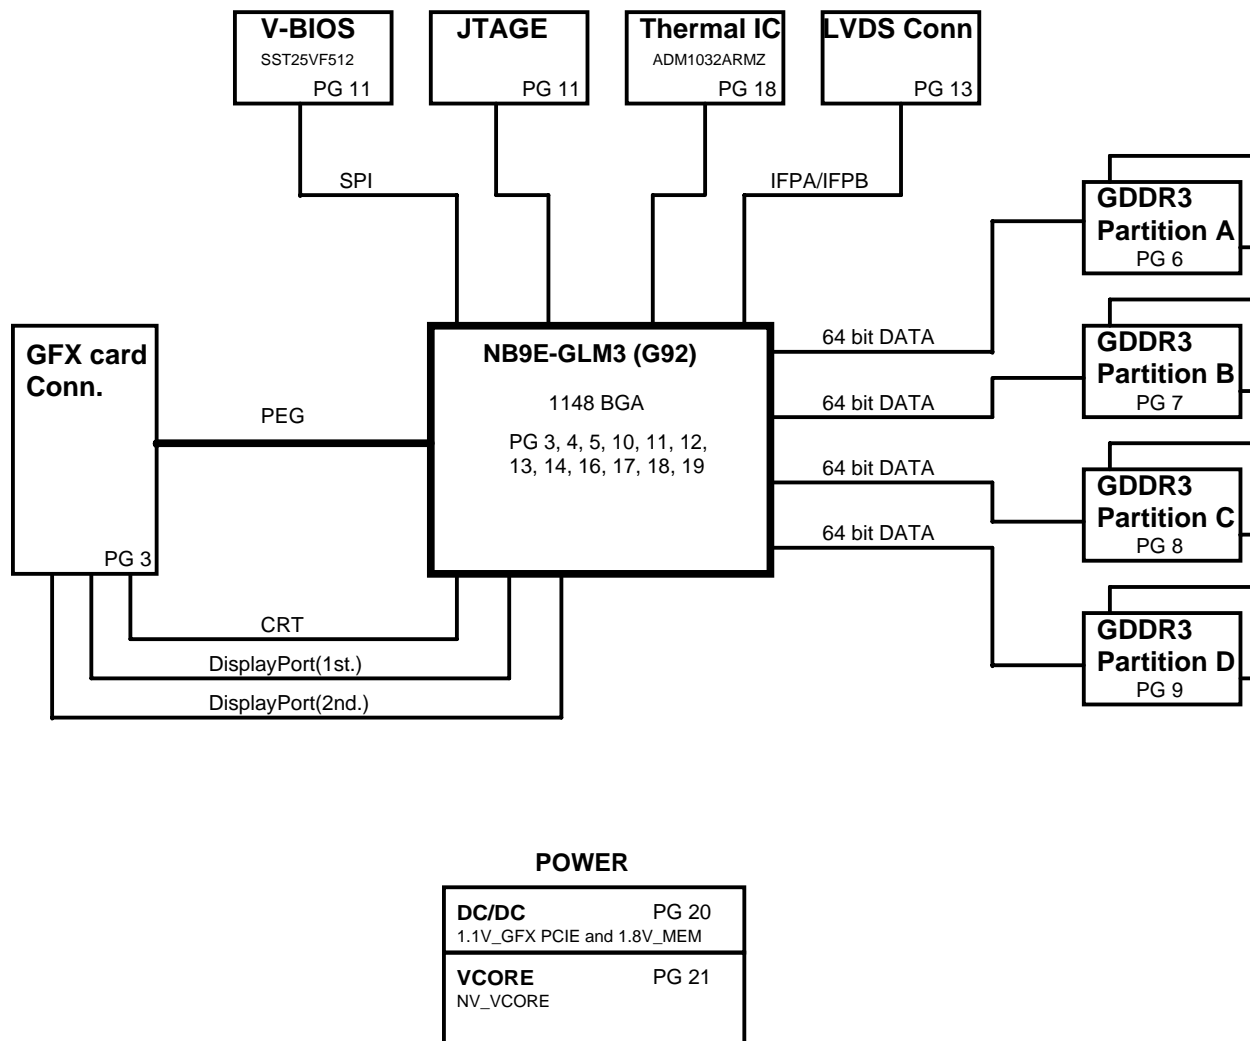 V-BIOS
SST25VF512
PG 11
JTAGE
PG 11
Thermal IC
ADM1032ARMZ
PG 18
LVDS Conn
PG 13
SPI
IFPA/IFPB
GDDR3
Partition A
PG 6
GFX card
Conn.
PG 3
PEG
NB9E-GLM3 (G92)
1148 BGA
PG 3, 4, 5, 10, 11, 12,
13, 14, 16, 17, 18, 19
64 bit DATA
64 bit DATA
64 bit DATA
64 bit DATA
GDDR3
Partition B
PG 7
GDDR3
Partition C
PG 8
GDDR3
Partition D
PG 9
CRT
DisplayPort(1st.)
DisplayPort(2nd.)
POWER
DC/DC PG 20
1.1V_GFX PCIE and 1.8V_MEM
VCORE PG 21
NV_VCORE